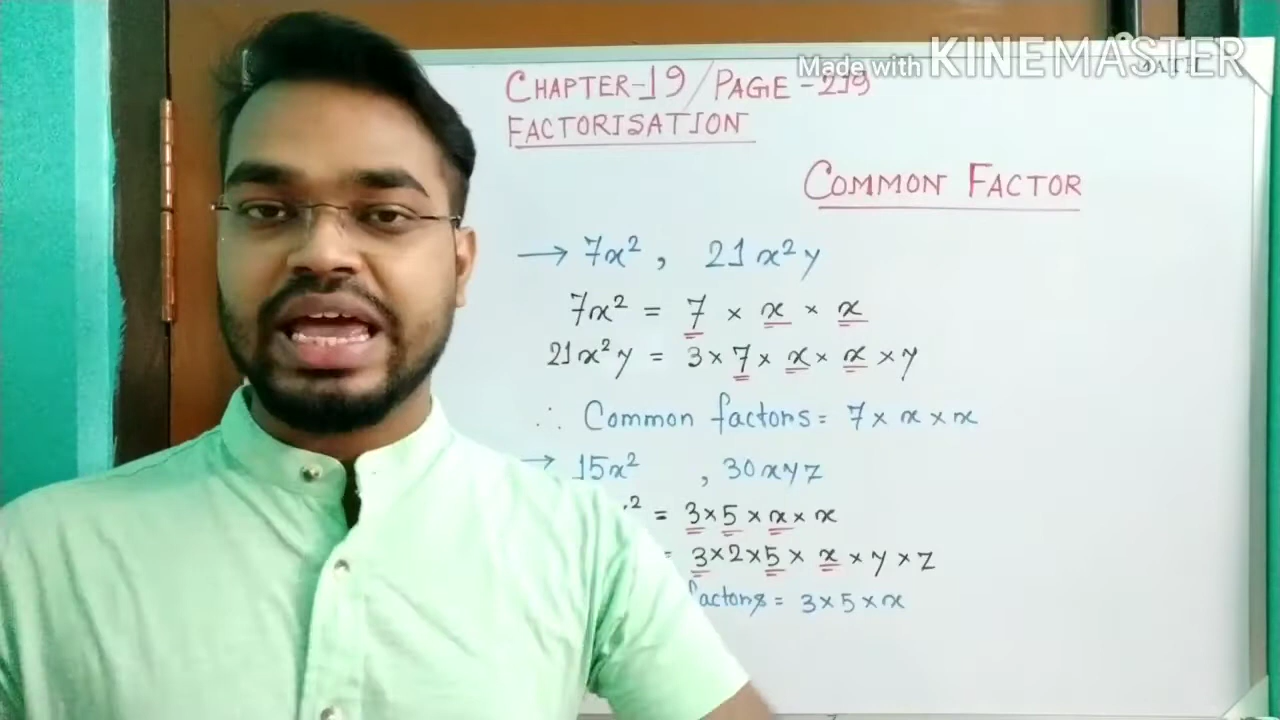 Made with KINEMASTER
CHAPTER-19/PAGE-219
FACTORISATION
COMMON FACTOR
→ 7x², 21x²y
7x² = 7 × x × x
21x²y = 3 × 7 × x × x × y
∴ Common factors = 7 × x × x
→ 15x², 30xyz
² = 3 × 5 × x × x
= 3 × 2 × 5 × x × y × z
factors = 3 × 5 × x